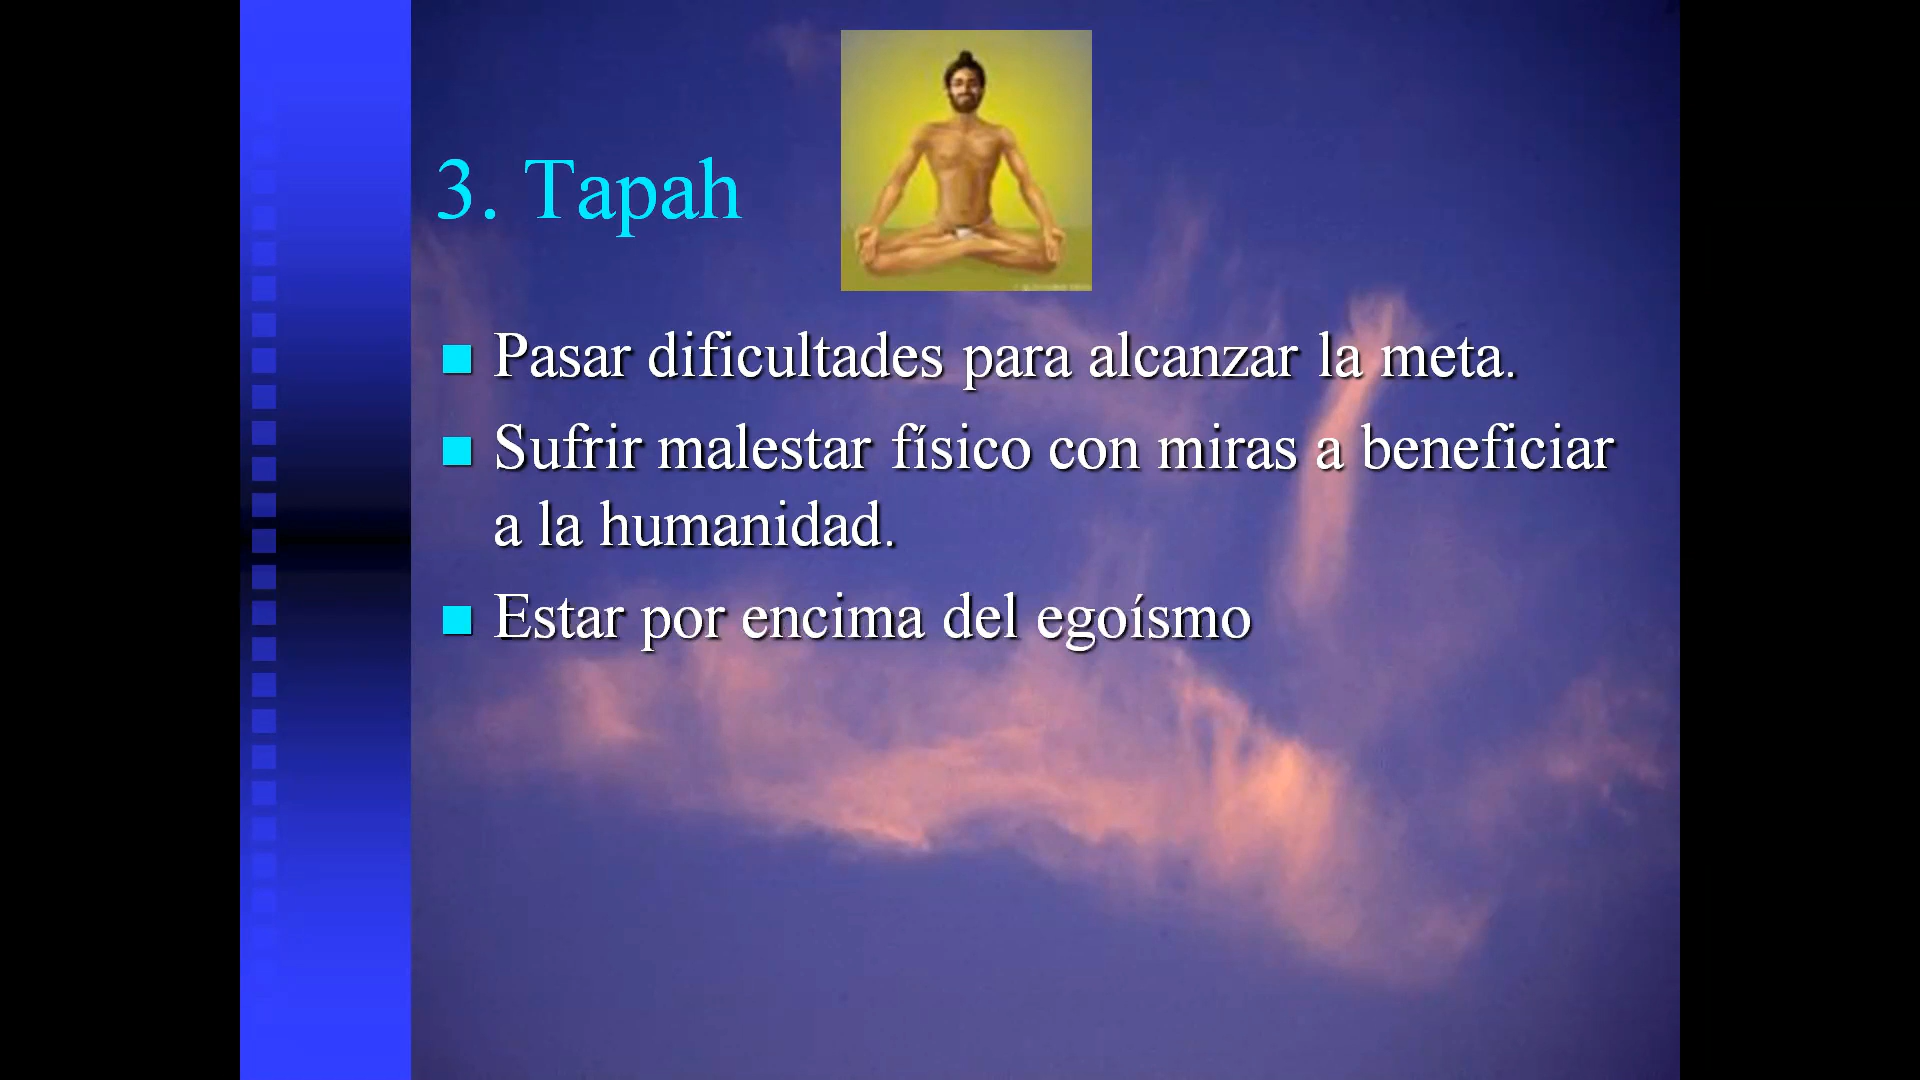 3. Tapah
Pasar dificultades para alcanzar la meta.
Sufrir malestar físico con miras a beneficiar
a la humanidad.
Estar por encima del egoísmo